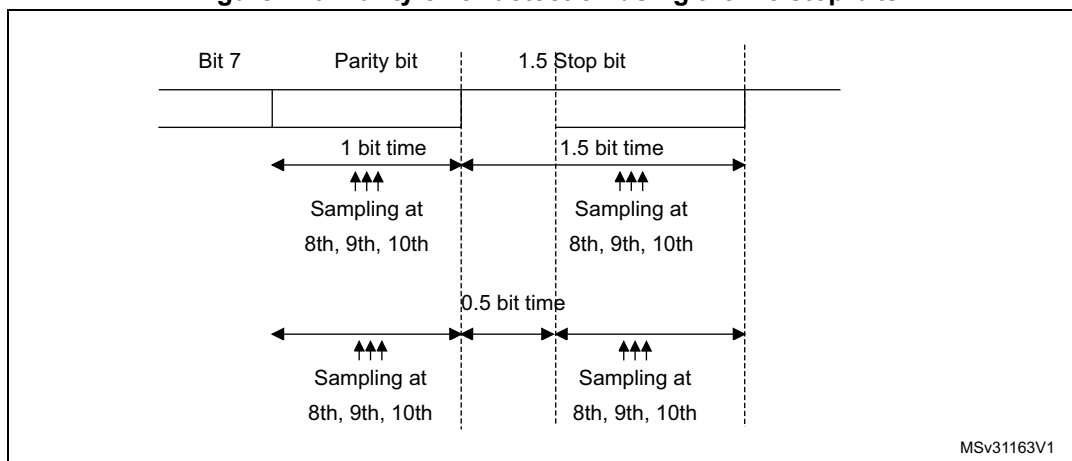 Bit 7 Parity bit 1.5 Stop bit
1 bit time 1.5 bit time
Sampling at Sampling at
8th, 9th, 10th 8th, 9th, 10th
0.5 bit time
Sampling at Sampling at
8th, 9th, 10th 8th, 9th, 10th
MSv31163V1